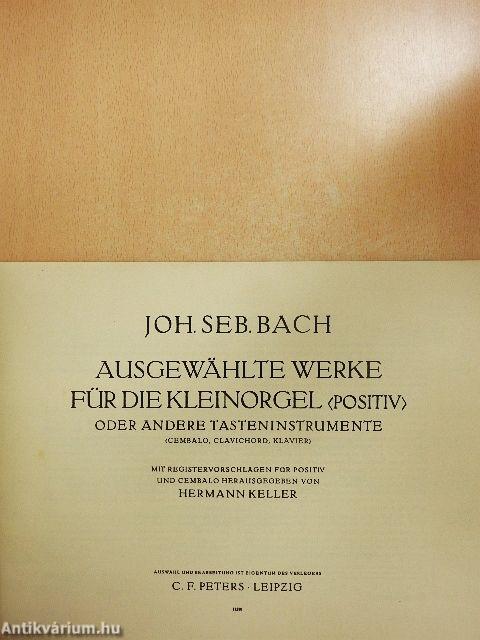 JOH. SEB. BACH
AUSGEWÄHLTE WERKE
FÜR DIE KLEINORGEL (POSITIV)
ODER ANDERE TASTENINSTRUMENTE
(CEMBALO, CLAVICHORD, KLAVIER)
MIT REGISTERVORSCHLAGEN FÜR POSITIV
UND CEMBALO HERAUSGEGEBEN VON
HERMANN KELLER
AUSWAHL UND BEARBEITUNG IST EIGENTUM DES VERLEGERS
C. F. PETERS · LEIPZIG
Antikvárium.hu